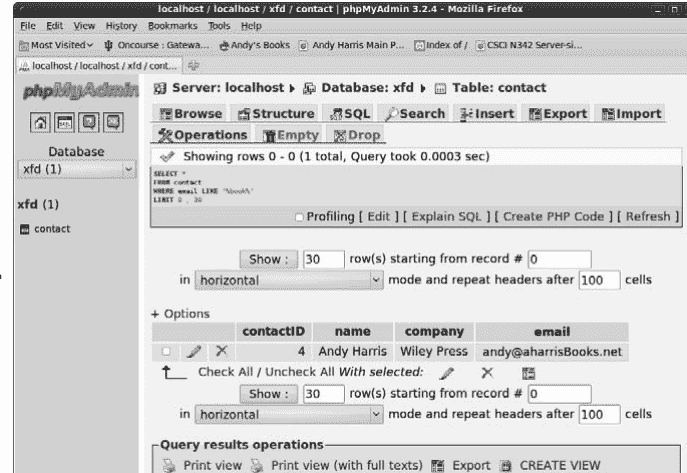 localhost / localhost / xfd / contact | phpMyAdmin 3.2.4 - Mozilla Firefox
File Edit View History Bookmarks Tools Help
Most Visited Oncourse : Gatewa... Andy's Books Andy Harris Main P... Index of / CSCI N342 Server-si...
localhost / localhost / xfd / cont...
phpMyAdmin
Server: localhost Database: xfd Table: contact
Browse Structure SQL Search Insert Export Import
Operations Empty Drop
Database
xfd (1)
xfd (1)
contact
Showing rows 0 - 0 (1 total, Query took 0.0003 sec)
SELECT *
FROM contact
WHERE email LIKE '%book%'
LIMIT 0 , 30
Profiling [ Edit ] [ Explain SQL ] [ Create PHP Code ] [ Refresh ]
Show : 30 row(s) starting from record # 0
in horizontal mode and repeat headers after 100 cells
+ Options
contactID name company email
4 Andy Harris Wiley Press andy@aharrisBooks.net
Check All / Uncheck All With selected:
Show : 30 row(s) starting from record # 0
in horizontal mode and repeat headers after 100 cells
Query results operations
Print view Print view (with full texts) Export CREATE VIEW